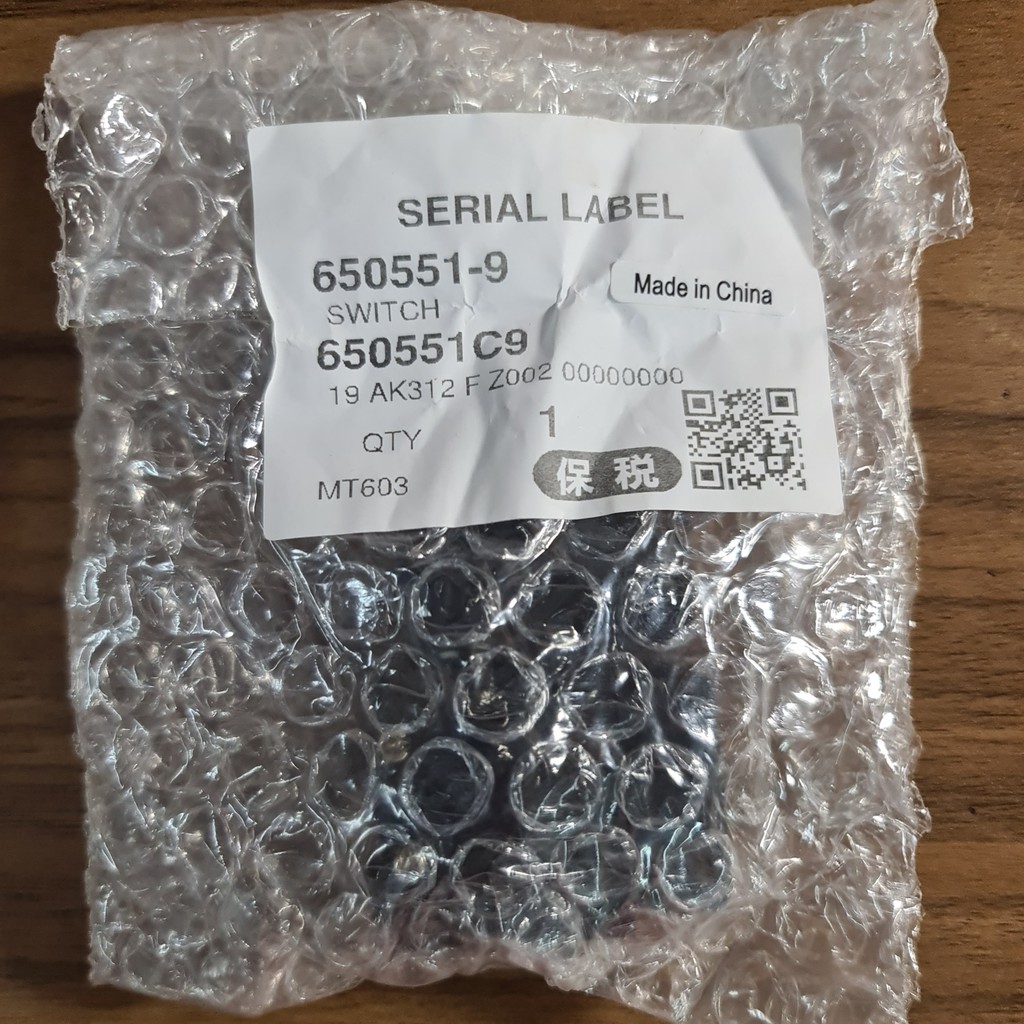 SERIAL LABEL
650551-9
Made in China
SWITCH
650551C9
19 AK312 F Z002 00000000
QTY 1
MT603 保税